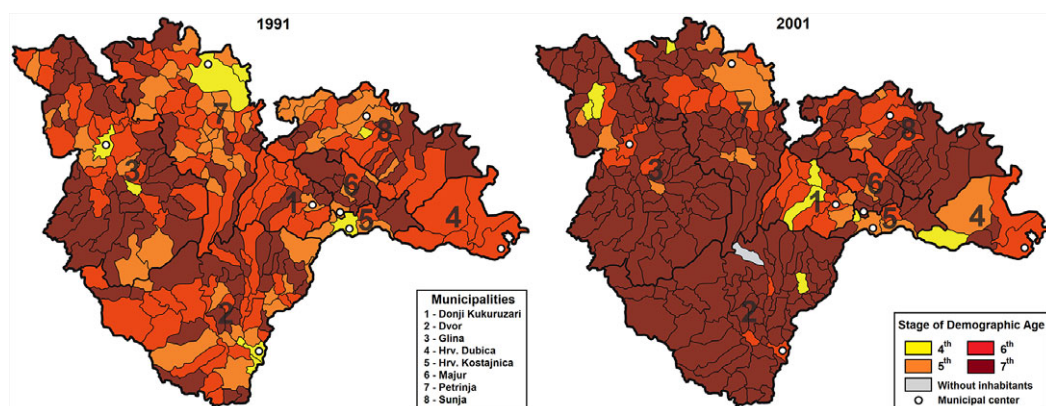 1991
2001
7
8
3
6
1
5
4
2
7
8
3
6
1
5
4
2
Municipalities
1 - Donji Kukuruzari
2 - Dvor
3 - Glina
4 - Hrv. Dubica
5 - Hrv. Kostajnica
6 - Majur
7 - Petrinja
8 - Sunja
Stage of Demographic Age
4th 6th
5th 7th
Without inhabitants
Municipal center